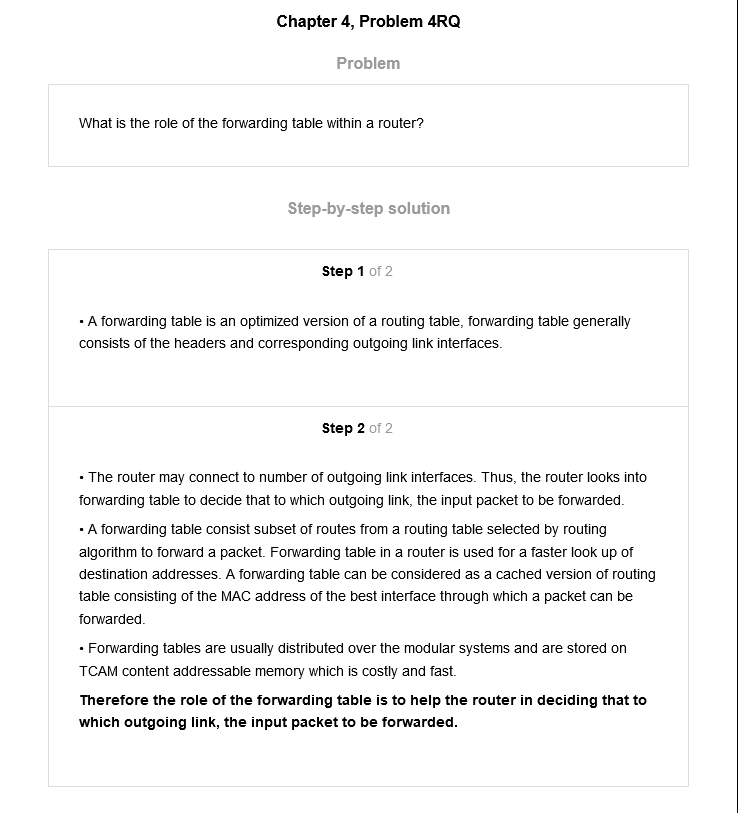 Chapter 4, Problem 4RQ
Problem
What is the role of the forwarding table within a router?
Step-by-step solution
Step 1 of 2
• A forwarding table is an optimized version of a routing table, forwarding table generally
consists of the headers and corresponding outgoing link interfaces.
Step 2 of 2
• The router may connect to number of outgoing link interfaces. Thus, the router looks into
forwarding table to decide that to which outgoing link, the input packet to be forwarded.
• A forwarding table consist subset of routes from a routing table selected by routing
algorithm to forward a packet. Forwarding table in a router is used for a faster look up of
destination addresses. A forwarding table can be considered as a cached version of routing
table consisting of the MAC address of the best interface through which a packet can be
forwarded.
• Forwarding tables are usually distributed over the modular systems and are stored on
TCAM content addressable memory which is costly and fast.
Therefore the role of the forwarding table is to help the router in deciding that to
which outgoing link, the input packet to be forwarded.